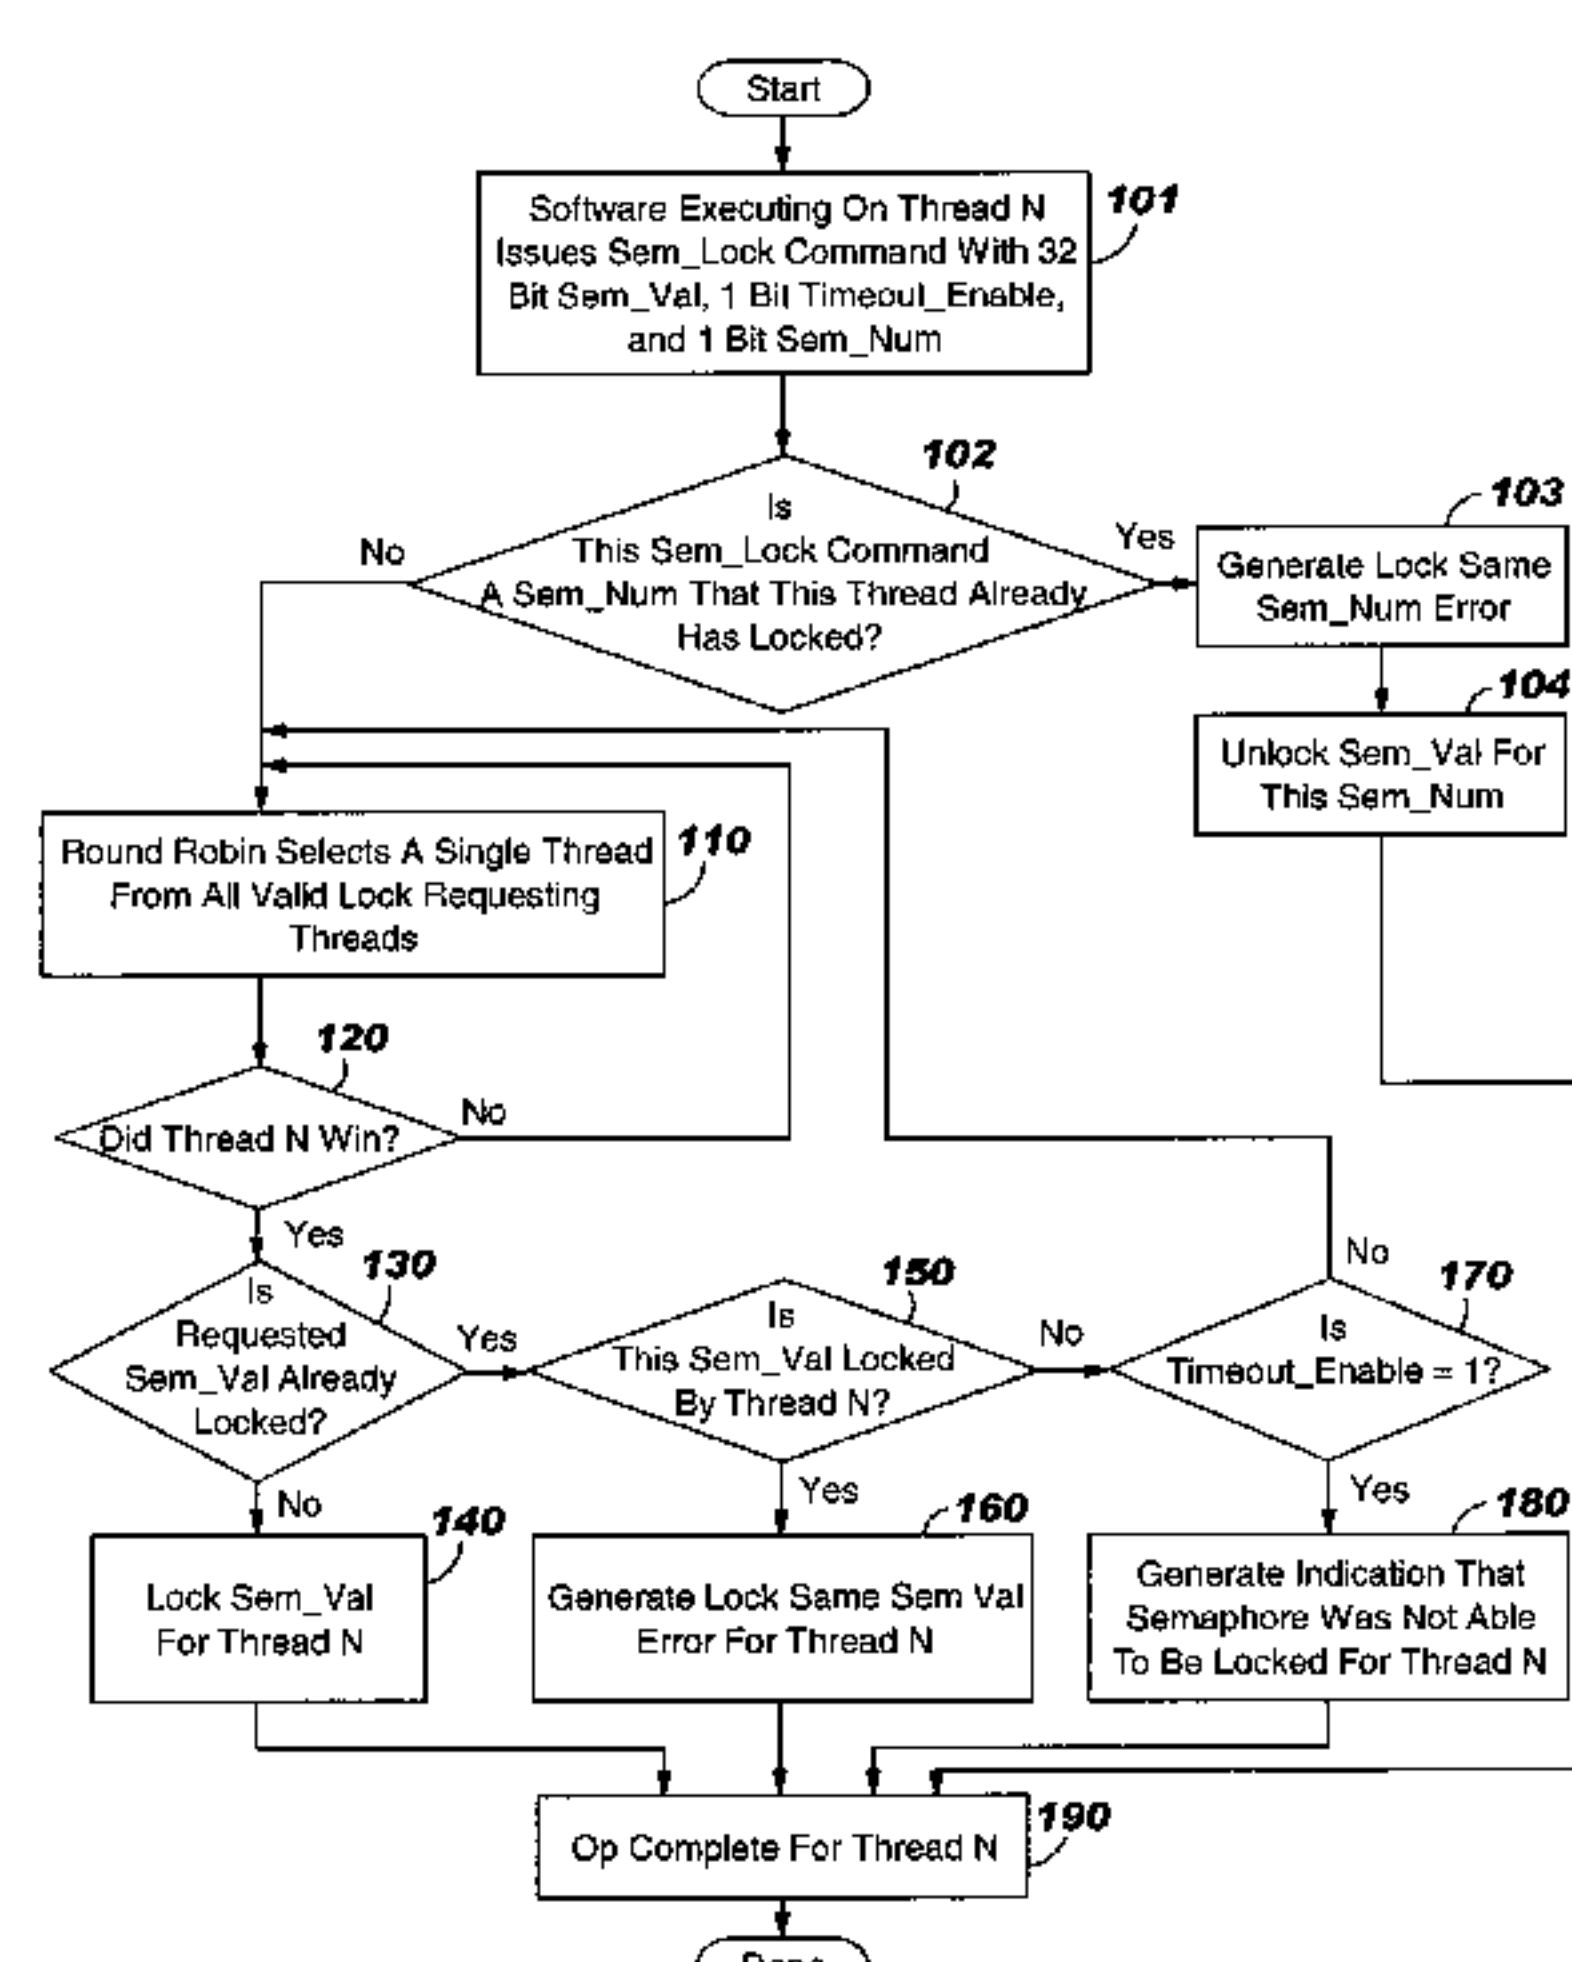 Start
101
Software Executing On Thread N
Issues Sem_Lock Command With 32
Bit Sem_Val, 1 Bit Timeout_Enable,
and 1 Bit Sem_Num
102
Is
This Sem_Lock Command
A Sem_Num That This Thread Already
Has Locked?
No
Yes
103
Generate Lock Same
Sem_Num Error
104
Unlock Sem_Val For
This Sem_Num
110
Round Robin Selects A Single Thread
From All Valid Lock Requesting
Threads
120
Did Thread N Win?
No
Yes
130
Is
Requested
Sem_Val Already
Locked?
Yes
No
150
Is
This Sem_Val Locked
By Thread N?
No
Yes
170
Is
Timeout_Enable = 1?
No
Yes
140
Lock Sem_Val
For Thread N
160
Generate Lock Same Sem Val
Error For Thread N
180
Generate Indication That
Semaphore Was Not Able
To Be Locked For Thread N
190
Op Complete For Thread N